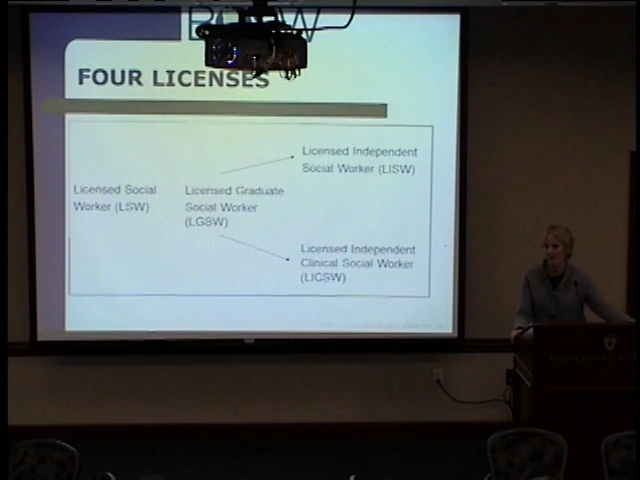 FOUR LICENSES
Licensed Independent
Social Worker (LISW)
Licensed Social
Worker (LSW)
Licensed Graduate
Social Worker
(LGSW)
Licensed Independent
Clinical Social Worker
(LICSW)